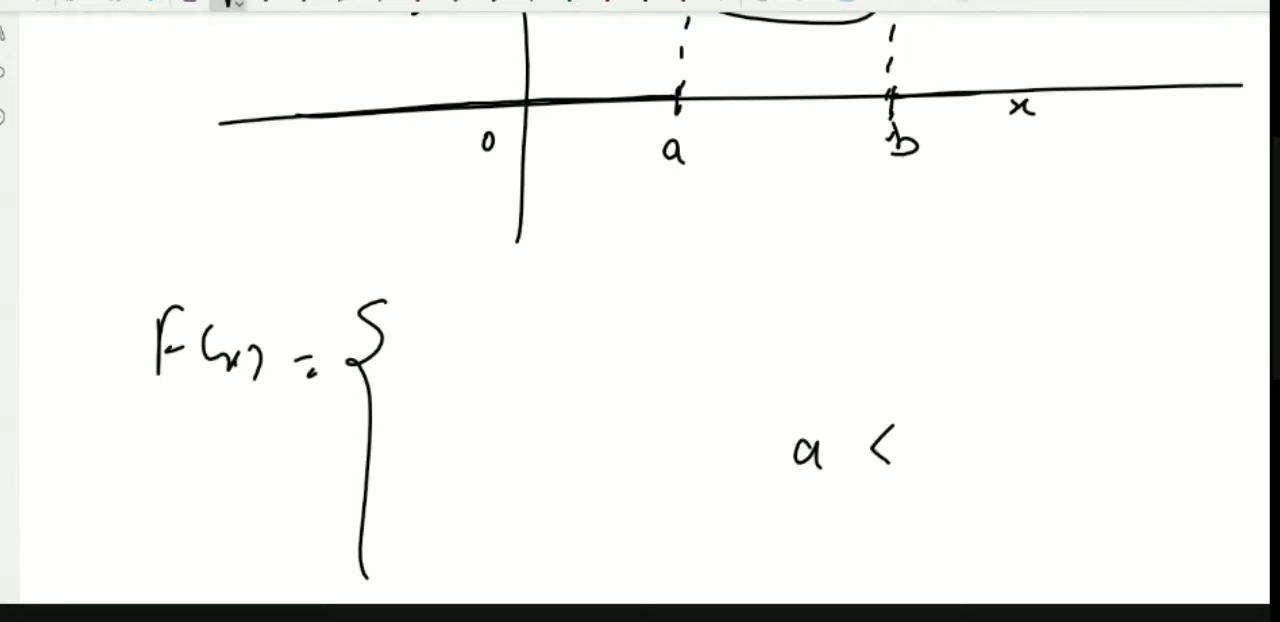 0 a b x
F(x) = {
a <